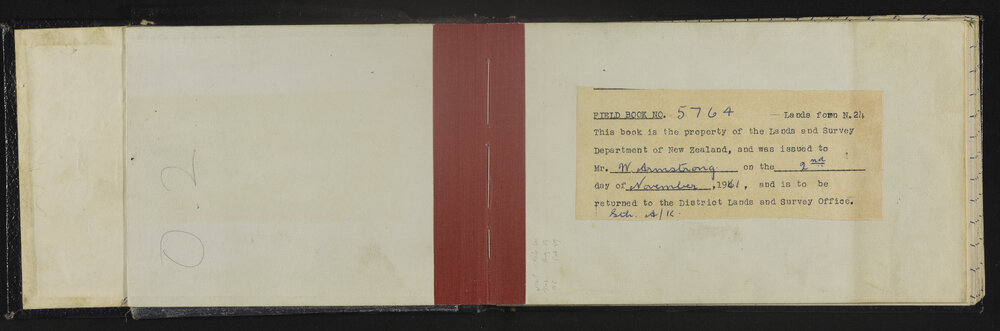 0 2
FIELD BOOK NO. 5764 — Lands form N.24
This book is the property of the Lands and Survey
Department of New Zealand, and was issued to
Mr. W. Armstrong on the 2nd
day of November, 1961, and is to be
returned to the District Lands and Survey Office.
A/K.